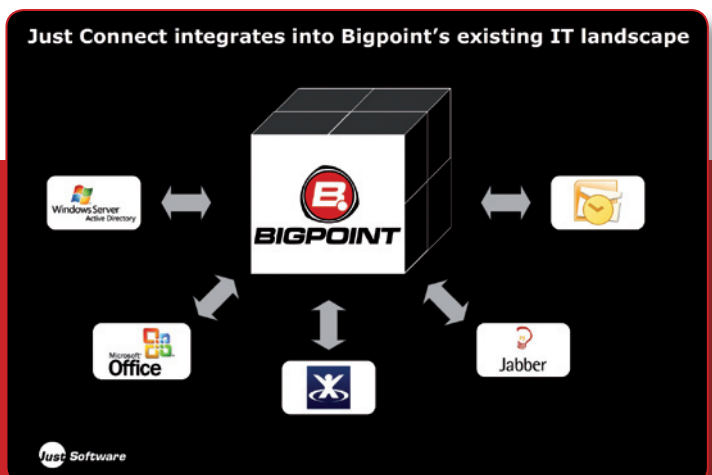 Just Connect integrates into Bigpoint's existing IT landscape
B.
BIGPOINT
Windows Server
Active Directory
Microsoft
Office
Jabber
Just Software